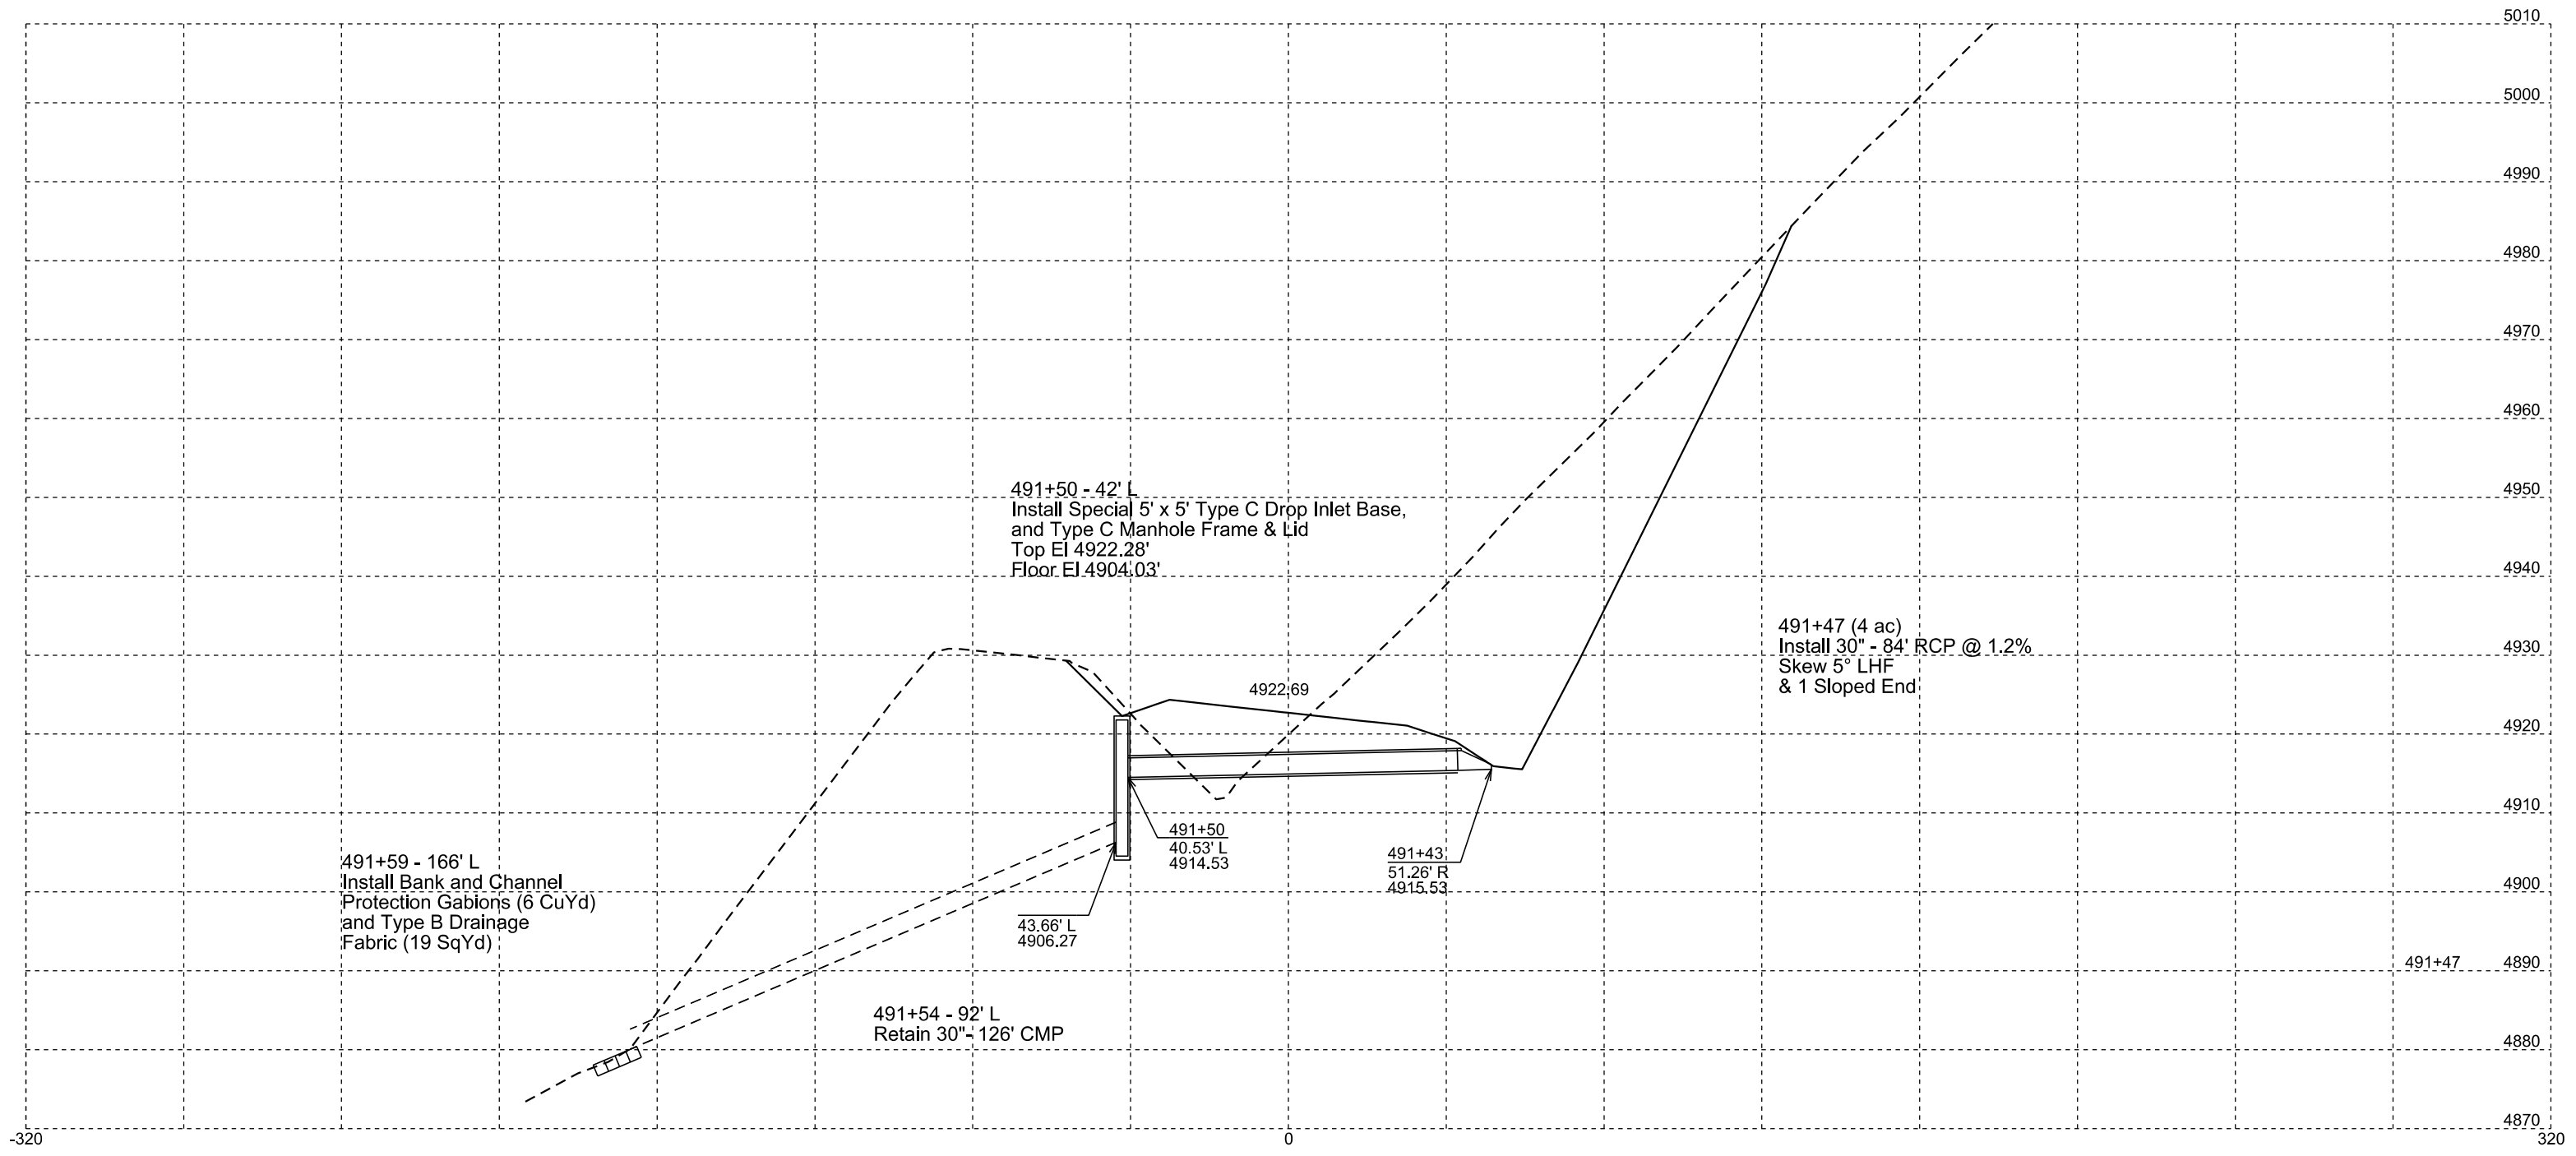 5010
5000
4990
4980
4970
4960
4950
491+50 - 42' L
Install Special 5' x 5' Type C Drop Inlet Base,
and Type C Manhole Frame & Lid
Top El 4922.28'
Floor El 4904.03'
4940
491+47 (4 ac)
Install 30" - 84' RCP @ 1.2%
Skew 5° LHF
& 1 Sloped End
4930
4922.69
4920
4910
491+50
40.53' L
4914.53
491+43
51.26' R
4915.53
491+59 - 166' L
Install Bank and Channel
Protection Gabions (6 CuYd)
and Type B Drainage
Fabric (19 SqYd)
4900
43.66' L
4906.27
491+47
4890
491+54 - 92' L
Retain 30"- 126' CMP
4880
4870
-320
0
320